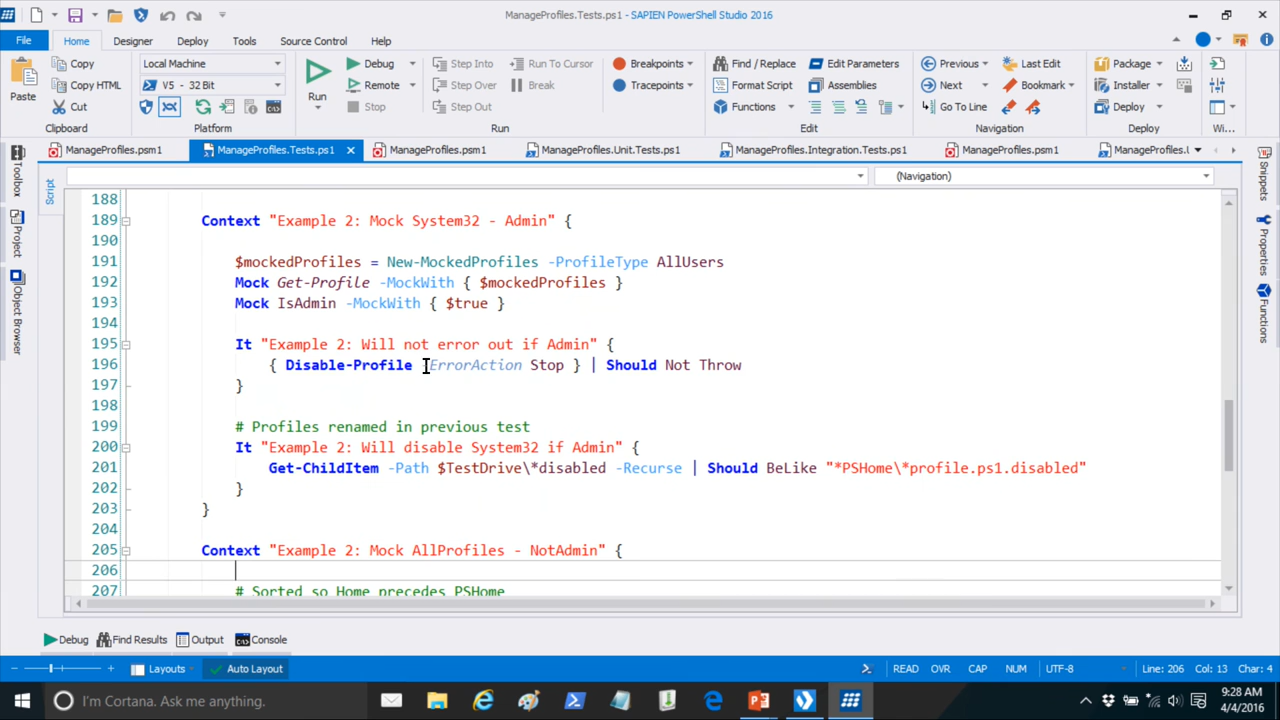 ManageProfiles.Tests.ps1 - SAPIEN PowerShell Studio 2016
File Home Designer Deploy Tools Source Control Help
Paste
Copy
Copy HTML
Cut
Clipboard
Local Machine
V5 - 32 Bit
Platform
Run
Debug
Remote
Stop
Step Into
Step Over
Step Out
Run To Cursor
Break
Run
Breakpoints
Tracepoints
Find / Replace
Format Script
Functions
Edit Parameters
Assemblies
Edit
Previous
Next
Go To Line
Last Edit
Bookmark
Navigation
Package
Installer
Deploy
Deploy
Wi...
ManageProfiles.psm1 ManageProfiles.Tests.ps1 ManageProfiles.psm1 ManageProfiles.Unit.Tests.ps1 ManageProfiles.Integration.Tests.ps1 ManageProfiles.psm1 ManageProfiles.
Toolbox
Project
Object Browser
Script
(Navigation)
188
189 Context "Example 2: Mock System32 - Admin" {
190
191 $mockedProfiles = New-MockedProfiles -ProfileType AllUsers
192 Mock Get-Profile -MockWith { $mockedProfiles }
193 Mock IsAdmin -MockWith { $true }
194
195 It "Example 2: Will not error out if Admin" {
196 { Disable-Profile -ErrorAction Stop } | Should Not Throw
197 }
198
199 # Profiles renamed in previous test
200 It "Example 2: Will disable System32 if Admin" {
201 Get-ChildItem -Path $TestDrive\*disabled -Recurse | Should BeLike "*PSHome\*profile.ps1.disabled"
202 }
203 }
204
205 Context "Example 2: Mock AllProfiles - NotAdmin" {
206
207 # Sorted so Home precedes PSHome
Snippets
Properties
Functions
Debug Find Results Output Console
Layouts Auto Layout READ OVR CAP NUM UTF-8 Line: 206 Col: 13 Char: 4
I'm Cortana. Ask me anything.
9:28 AM
4/4/2016